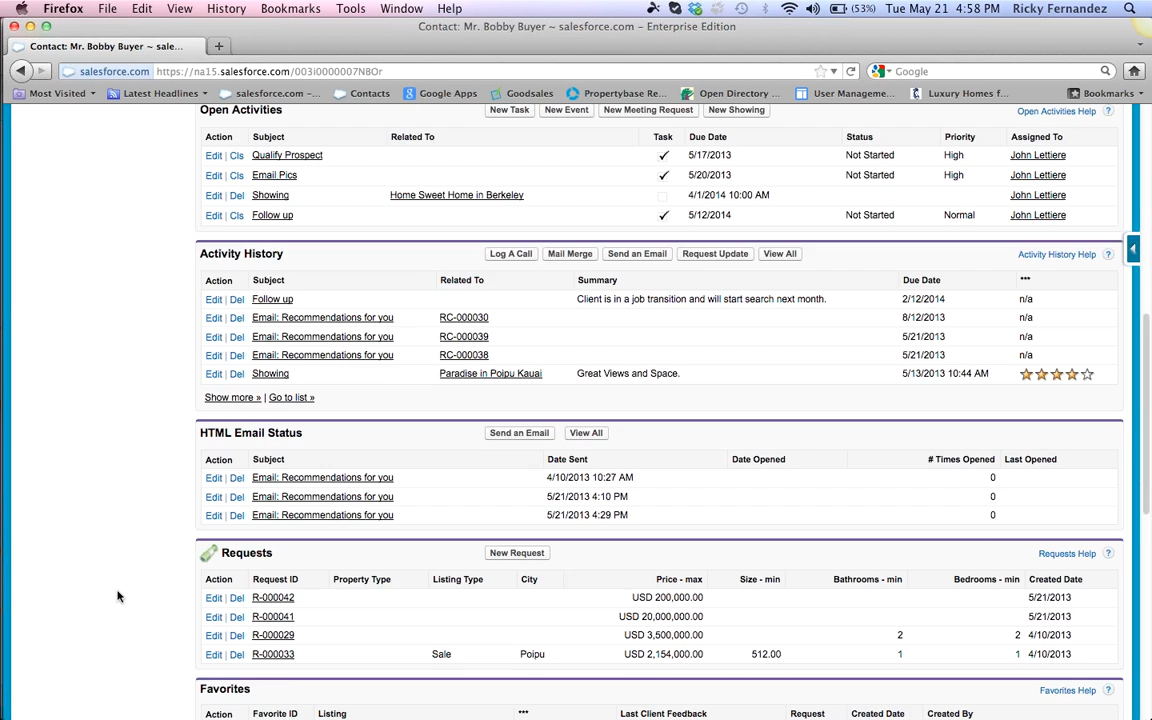 Firefox File Edit View History Bookmarks Tools Window Help (53%) Tue May 21 4:58 PM Ricky Fernandez
Contact: Mr. Bobby Buyer ~ salesforce.com - Enterprise Edition
Contact: Mr. Bobby Buyer ~ sale... +
salesforce.com https://na15.salesforce.com/003i0000007NBOr Google
Most Visited Latest Headlines salesforce.com ~... Contacts Google Apps Goodsales Propertybase Re... Open Directory ... User Manageme... Luxury Homes f... Bookmarks
Open Activities New Task New Event New Meeting Request New Showing Open Activities Help ?
Action Subject Related To Task Due Date Status Priority Assigned To
Edit | Cls Qualify Prospect ✓ 5/17/2013 Not Started High John Lettiere
Edit | Cls Email Pics ✓ 5/20/2013 Not Started High John Lettiere
Edit | Del Showing Home Sweet Home in Berkeley 4/1/2014 10:00 AM John Lettiere
Edit | Cls Follow up ✓ 5/12/2014 Not Started Normal John Lettiere
Activity History Log A Call Mail Merge Send an Email Request Update View All Activity History Help ?
Action Subject Related To Summary Due Date ***
Edit | Del Follow up Client is in a job transition and will start search next month. 2/12/2014 n/a
Edit | Del Email: Recommendations for you RC-000030 8/12/2013 n/a
Edit | Del Email: Recommendations for you RC-000039 5/21/2013 n/a
Edit | Del Email: Recommendations for you RC-000038 5/21/2013 n/a
Edit | Del Showing Paradise in Poipu Kauai Great Views and Space. 5/13/2013 10:44 AM
Show more » | Go to list »
HTML Email Status Send an Email View All
Action Subject Date Sent Date Opened # Times Opened Last Opened
Edit | Del Email: Recommendations for you 4/10/2013 10:27 AM 0
Edit | Del Email: Recommendations for you 5/21/2013 4:10 PM 0
Edit | Del Email: Recommendations for you 5/21/2013 4:29 PM 0
Requests New Request Requests Help ?
Action Request ID Property Type Listing Type City Price - max Size - min Bathrooms - min Bedrooms - min Created Date
Edit | Del R-000042 USD 200,000.00 5/21/2013
Edit | Del R-000041 USD 20,000,000.00 5/21/2013
Edit | Del R-000029 USD 3,500,000.00 2 2 4/10/2013
Edit | Del R-000033 Sale Poipu USD 2,154,000.00 512.00 1 1 4/10/2013
Favorites Favorites Help ?
Action Favorite ID Listing *** Last Client Feedback Request Created Date Created By